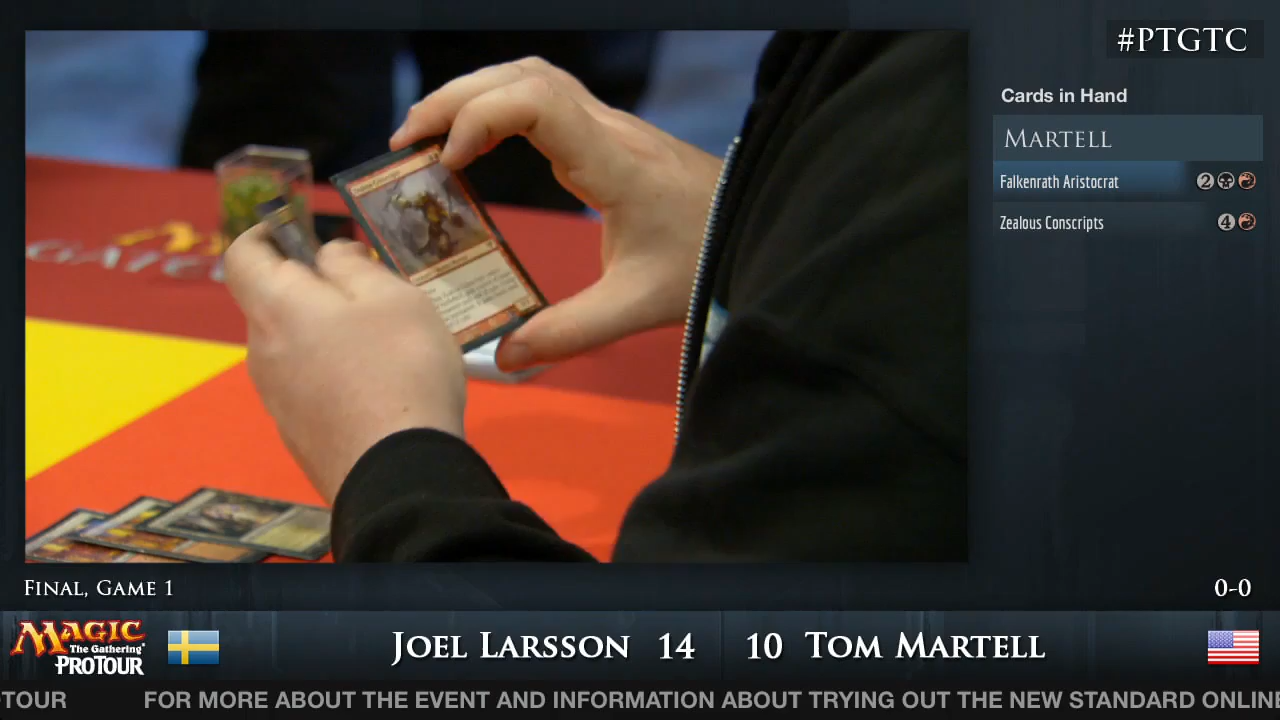 #PTGTC
Cards in Hand
MARTELL
Falkenrath Aristocrat 2
Zealous Conscripts 4
FINAL, GAME 1
0-0
MAGIC
The Gathering
PROTOUR
JOEL LARSSON 14
10 TOM MARTELL
TOUR FOR MORE ABOUT THE EVENT AND INFORMATION ABOUT TRYING OUT THE NEW STANDARD ONLINE